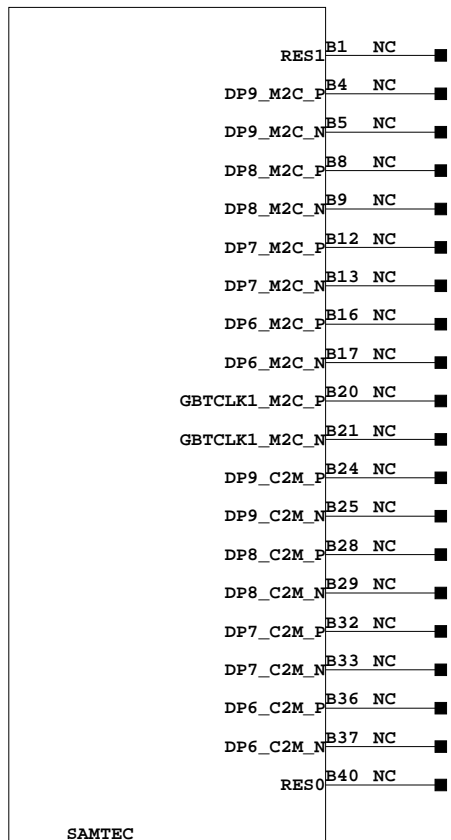 RES1 B1 NC
DP9_M2C_P B4 NC
DP9_M2C_N B5 NC
DP8_M2C_P B8 NC
DP8_M2C_N B9 NC
DP7_M2C_P B12 NC
DP7_M2C_N B13 NC
DP6_M2C_P B16 NC
DP6_M2C_N B17 NC
GBTCLK1_M2C_P B20 NC
GBTCLK1_M2C_N B21 NC
DP9_C2M_P B24 NC
DP9_C2M_N B25 NC
DP8_C2M_P B28 NC
DP8_C2M_N B29 NC
DP7_C2M_P B32 NC
DP7_C2M_N B33 NC
DP6_C2M_P B36 NC
DP6_C2M_N B37 NC
RES0 B40 NC
SAMTEC